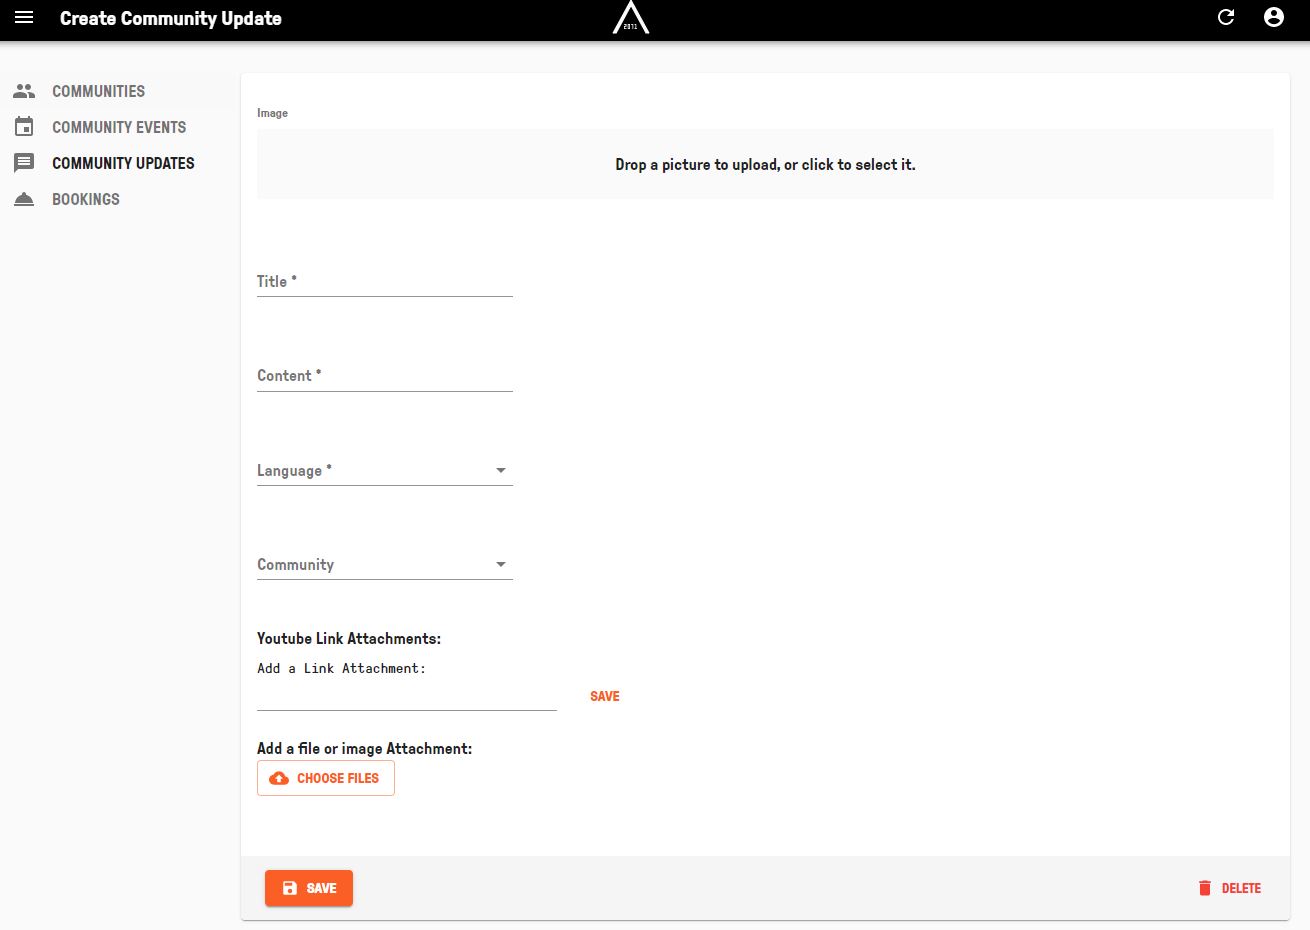 Create Community Update
2071
COMMUNITIES
COMMUNITY EVENTS
COMMUNITY UPDATES
BOOKINGS
Image
Drop a picture to upload, or click to select it.
Title *
Content *
Language *
Community
Youtube Link Attachments:
Add a Link Attachment:
SAVE
Add a file or image Attachment:
CHOOSE FILES
SAVE
DELETE